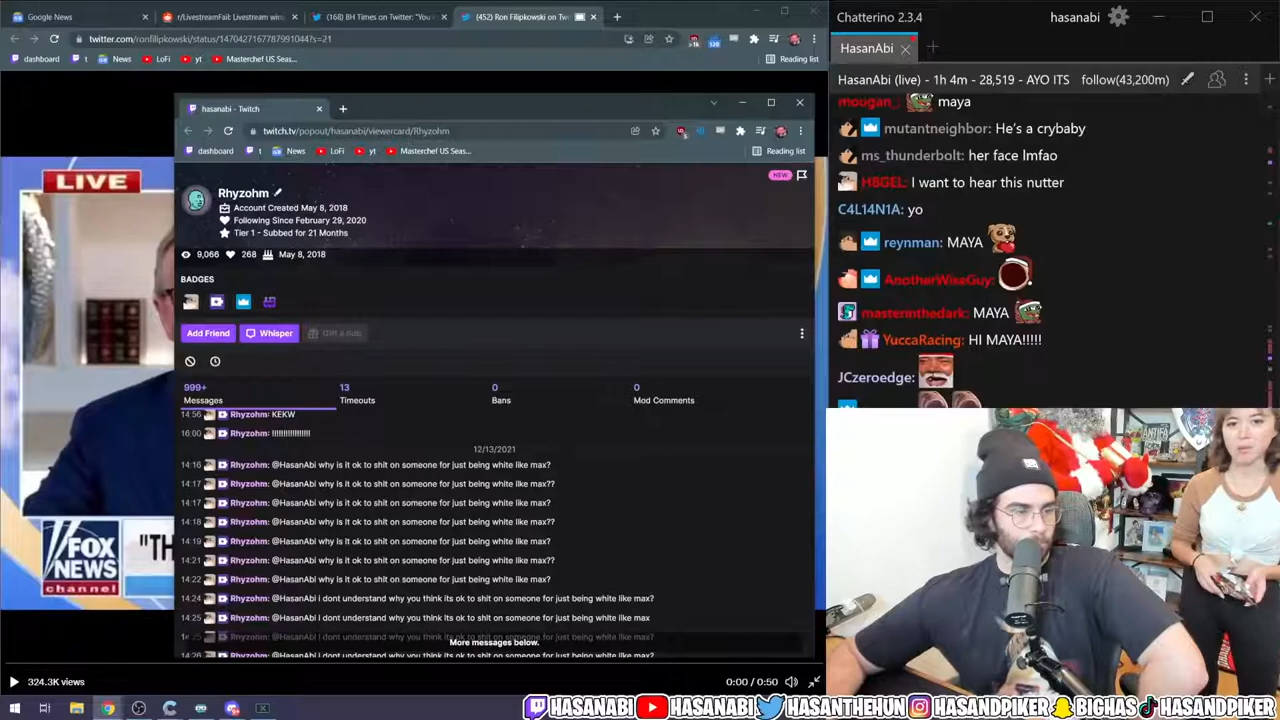 Google News
r/LivestreamFail: Livestream win
(168) BH Times on Twitter: "You
(452) Ron Filipkowski on Tw
twitter.com/ronfilipkowski/status/1470427167787991044?s=21
dashboard
t
News
LoFi
yt
Masterchef US Seas...
Reading list
LIVE
hasanabi - Twitch
twitch.tv/popout/hasanabi/viewercard/Rhyzohm
dashboard
t
News
LoFi
yt
Masterchef US Seas...
Reading list
Rhyzohm
NEW
Account Created May 8, 2018
Following Since February 29, 2020
Tier 1 - Subbed for 21 Months
9,066 268 May 8, 2018
BADGES
Add Friend Whisper Gift a sub
999+ 13 0 0
Messages Timeouts Bans Mod Comments
14:56 Rhyzohm: KEKW
16:00 Rhyzohm:
12/13/2021
14:16 Rhyzohm: @HasanAbi why is it ok to shit on someone for just being white like max?
14:17 Rhyzohm: @HasanAbi why is it ok to shit on someone for just being white like max??
14:17 Rhyzohm: @HasanAbi why is it ok to shit on someone for just being white like max?
14:18 Rhyzohm: @HasanAbi why is it ok to shit on someone for just being white like max??
14:19 Rhyzohm: @HasanAbi why is it ok to shit on someone for just being white like max?
14:21 Rhyzohm: @HasanAbi why is it ok to shit on someone for just being white like max??
14:22 Rhyzohm: @HasanAbi why is it ok to shit on someone for just being white like max?
14:24 Rhyzohm: @HasanAbi i dont understand why you think its ok to shit on someone for just being white like max?
14:25 Rhyzohm: @HasanAbi I dont understand why you think its ok to shit on someone for just being white like max
Rhyzohm: @HasanAbi I dont understand why you think its ok to shit on someone for just being white like max?
More messages below.
FOX
NEWS
channel
"TH
324.3K views
0:00 / 0:50
Chatterino 2.3.4
hasanabi
HasanAbi
HasanAbi (live) - 1h 4m - 28,519 - AYO ITS
follow(43,200m)
mougan_: maya
mutantneighbor: He's a crybaby
ms_thunderbolt: her face lmfao
H8GEL: I want to hear this nutter
C4L14N1A: yo
reynman: MAYA
AnotherWiseGuy:
masterinthedark: MAYA
YuccaRacing: HI MAYA!!!!!
JCzeroedge:
HASANABI
HASANABI
HASANTHEHUN
HASANDPIKER
BIGHAS
HASANDPIKER